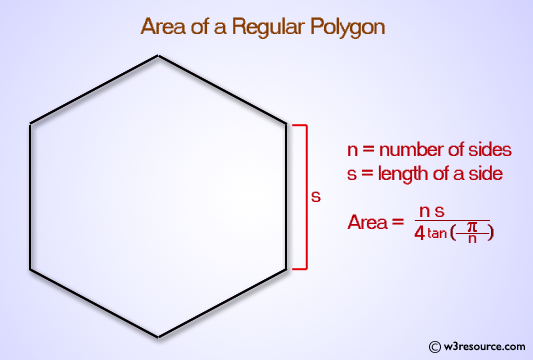 Area of a Regular Polygon
n = number of sides
s = length of a side
s
Area = n s / 4 tan (π / n)
© w3resource.com